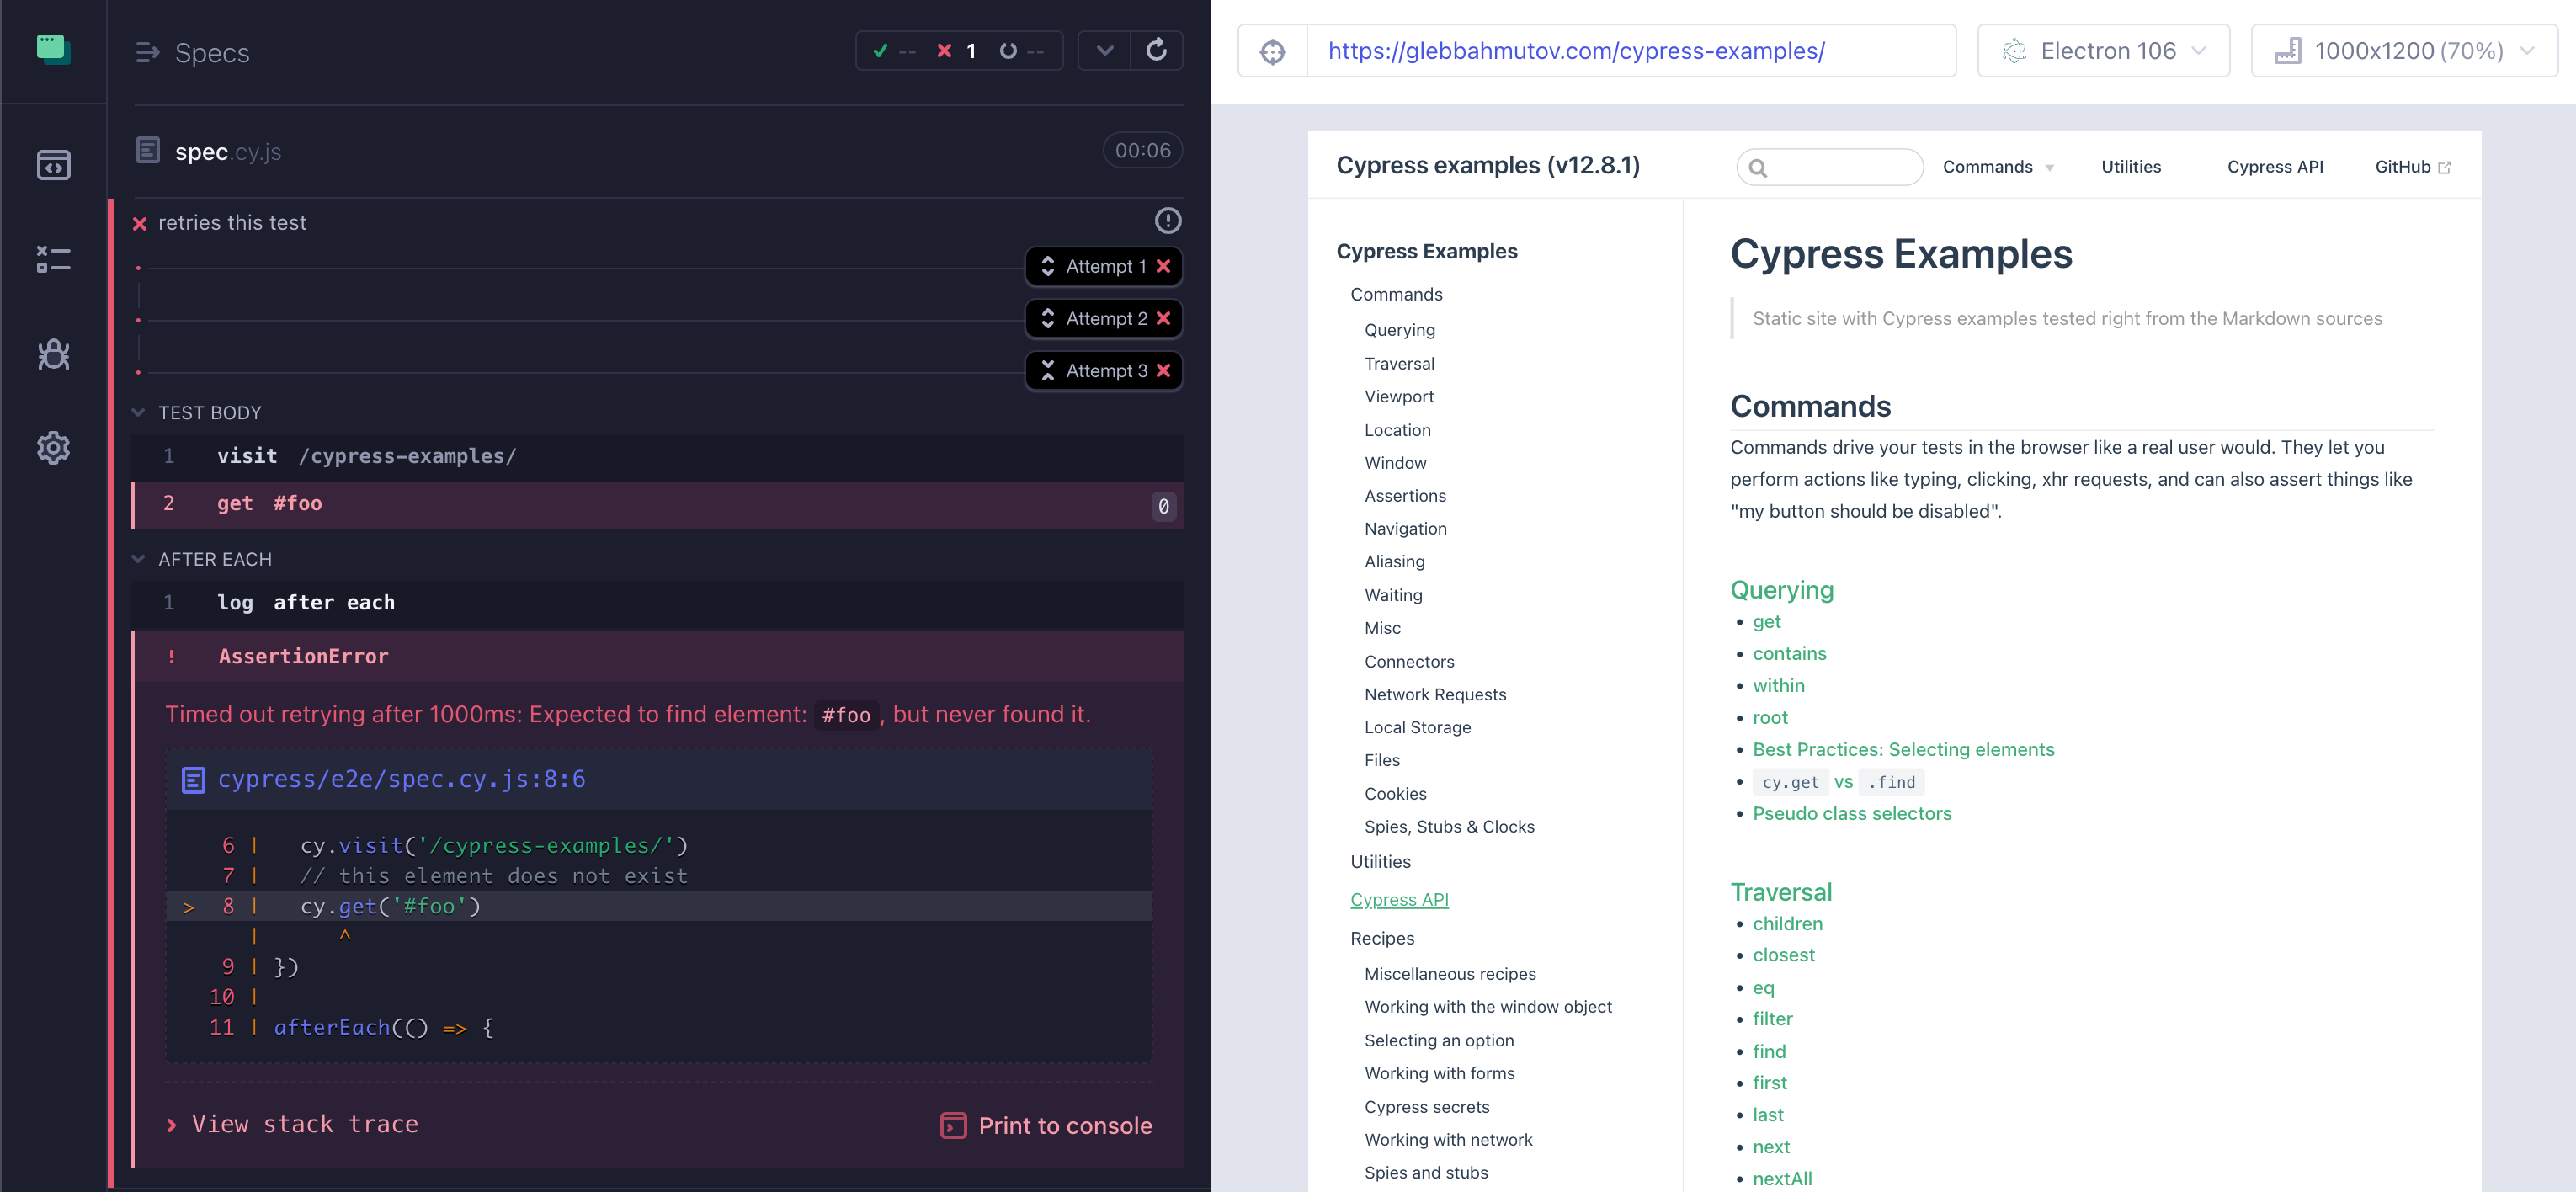 Specs
-- 1 --
spec.cy.js 00:06
retries this test
Attempt 1
Attempt 2
Attempt 3
TEST BODY
1 visit /cypress-examples/
2 get #foo 0
AFTER EACH
1 log after each
! AssertionError
Timed out retrying after 1000ms: Expected to find element: #foo, but never found it.
cypress/e2e/spec.cy.js:8:6
6 | cy.visit('/cypress-examples/')
7 | // this element does not exist
> 8 | cy.get('#foo')
| ^
9 | })
10 |
11 | afterEach(() => {
View stack trace
Print to console
https://glebbahmutov.com/cypress-examples/
Electron 106
1000x1200 (70%)
Cypress examples (v12.8.1)
Commands
Utilities
Cypress API
GitHub
Cypress Examples
Commands
Querying
Traversal
Viewport
Location
Window
Assertions
Navigation
Aliasing
Waiting
Misc
Connectors
Network Requests
Local Storage
Files
Cookies
Spies, Stubs & Clocks
Utilities
Cypress API
Recipes
Miscellaneous recipes
Working with the window object
Selecting an option
Working with forms
Cypress secrets
Working with network
Spies and stubs
Cypress Examples
Static site with Cypress examples tested right from the Markdown sources
Commands
Commands drive your tests in the browser like a real user would. They let you
perform actions like typing, clicking, xhr requests, and can also assert things like
"my button should be disabled".
Querying
• get
• contains
• within
• root
• Best Practices: Selecting elements
• cy.get vs .find
• Pseudo class selectors
Traversal
• children
• closest
• eq
• filter
• find
• first
• last
• next
• nextAll